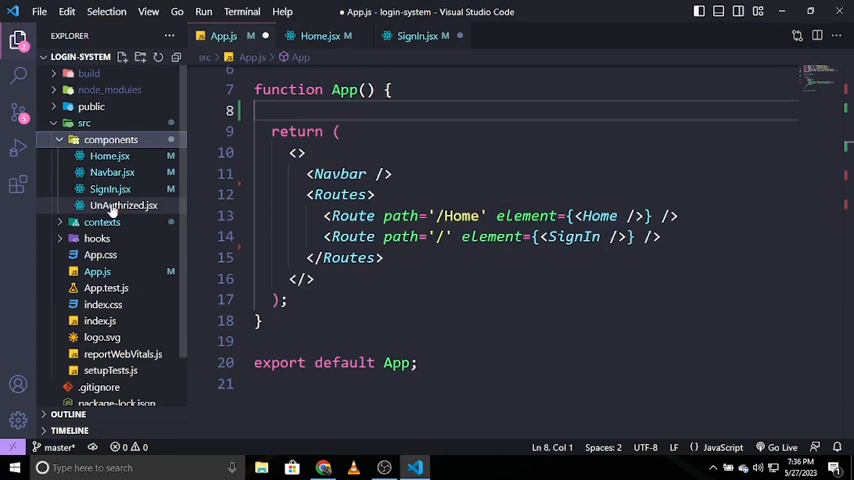 File Edit Selection View Go Run Terminal Help
● App.js - login-system - Visual Studio Code
EXPLORER
App.js M
Home.jsx M
SignIn.jsx M
LOGIN-SYSTEM
src > App.js > App
build
node_modules
public
src
components
Home.jsx M
Navbar.jsx M
SignIn.jsx M
UnAuthrized.jsx
contexts
hooks
App.css
App.js M
App.test.js
index.css
index.js
logo.svg
reportWebVitals.js
setupTests.js
.gitignore
package-lock.json
OUTLINE
TIMELINE
6
7 function App() {
8
9 return (
10 <>
11 <Navbar />
12 <Routes>
13 <Route path='/Home' element={<Home />} />
14 <Route path='/' element={<SignIn />} />
15 </Routes>
16 </>
17 );
18 }
19
20 export default App;
21
master* 0 0 Ln 8, Col 1 Spaces: 2 UTF-8 LF JavaScript Go Live
Type here to search
7:36 PM
5/27/2023
2
5